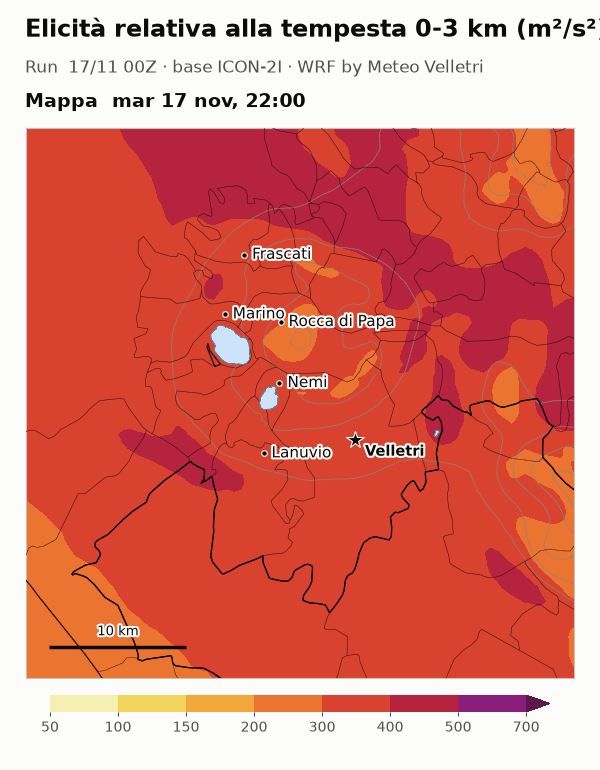 Elicità relativa alla tempesta 0-3 km (m²/s²)
Run  17/11 00Z · base ICON-2I · WRF by Meteo Velletri
Mappa  mar 17 nov, 22:00
Frascati
Marino
Rocca di Papa
Nemi
Lanuvio
Velletri
10 km
50 100 150 200 300 400 500 700